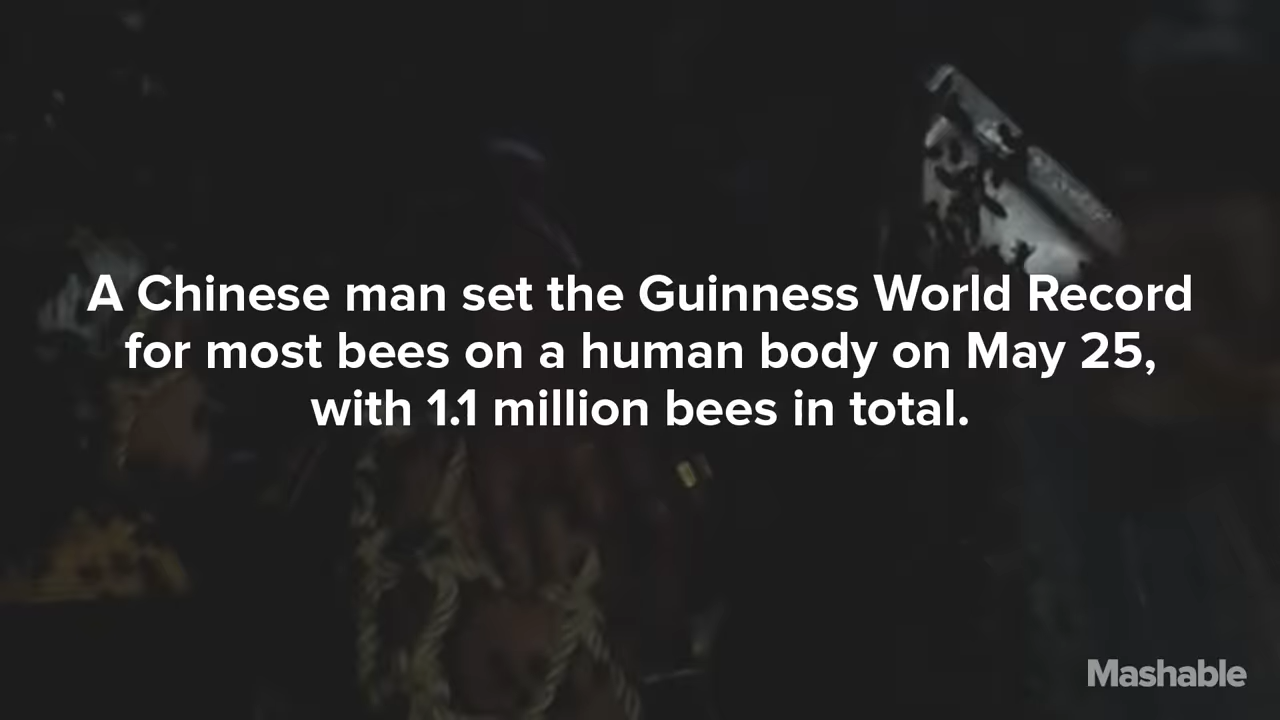 A Chinese man set the Guinness World Record
for most bees on a human body on May 25,
with 1.1 million bees in total.
Mashable